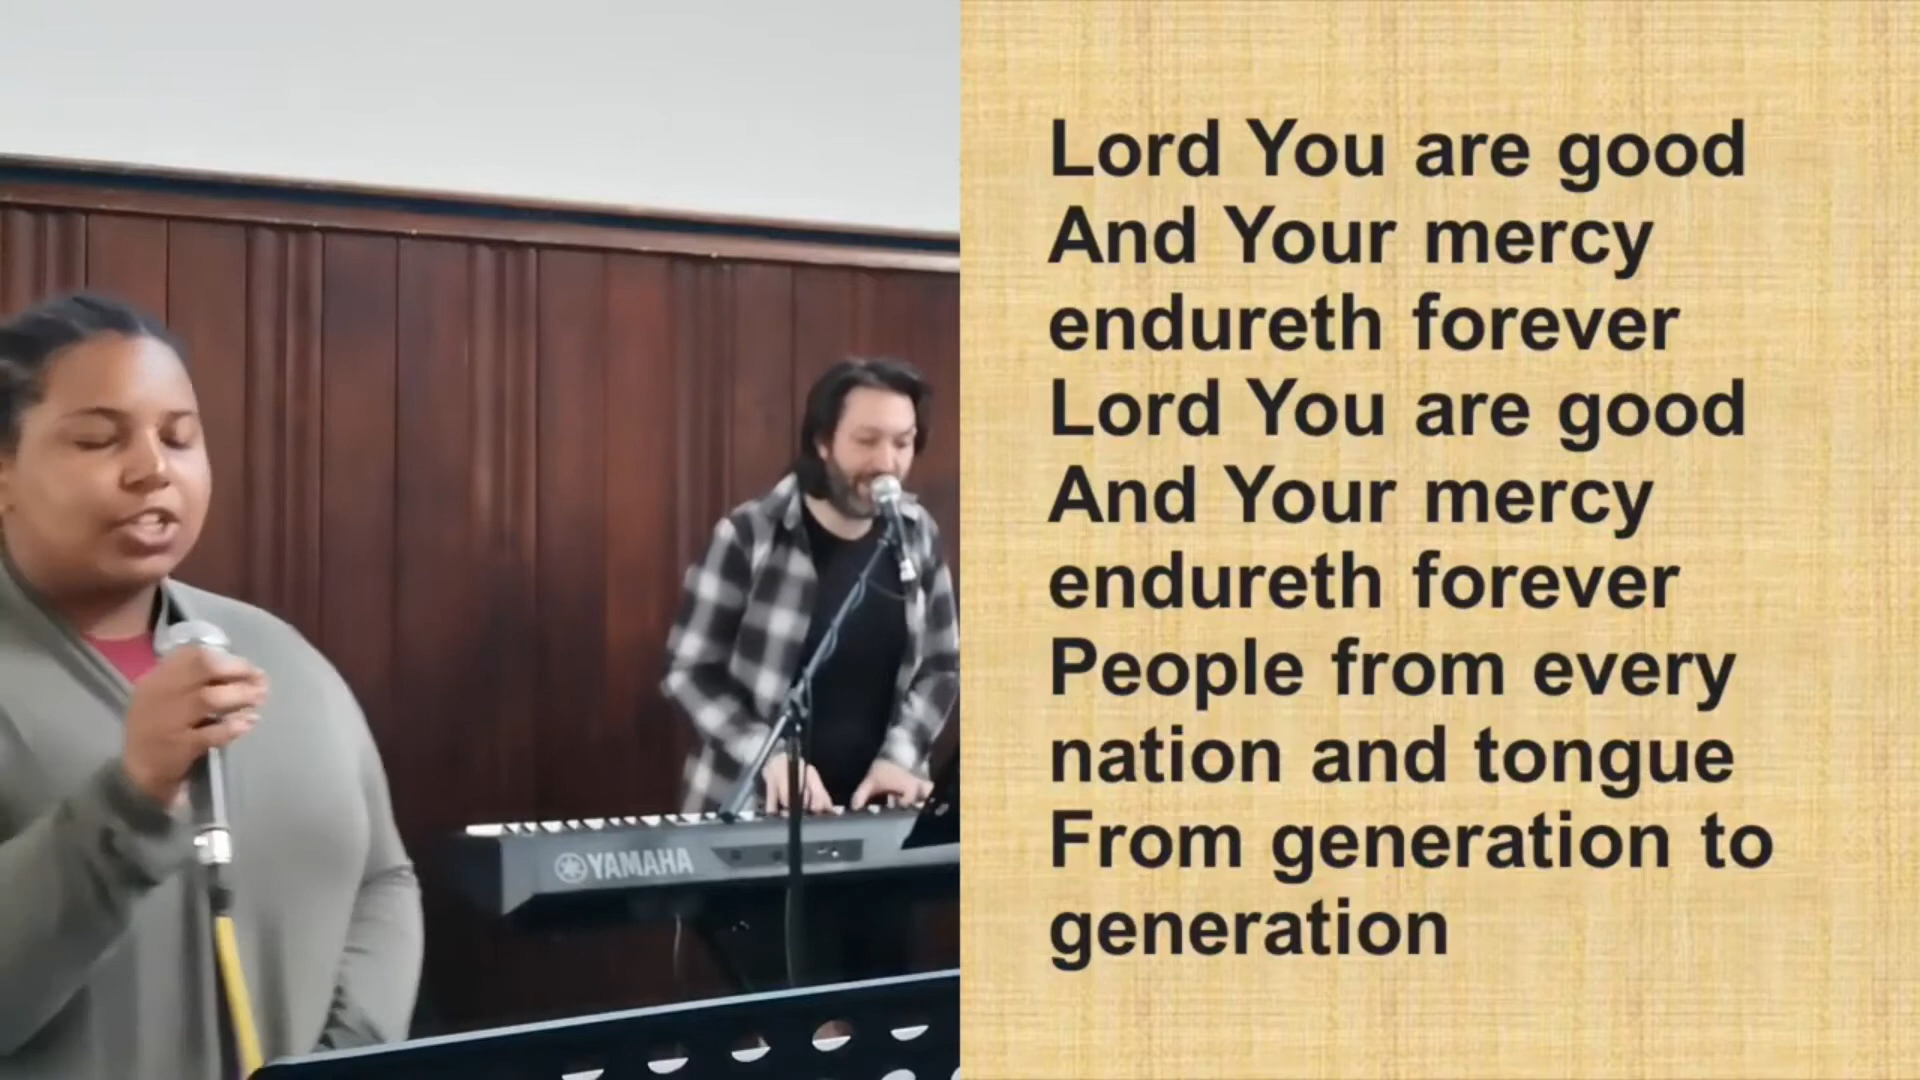 YAMAHA
Lord You are good
And Your mercy
endureth forever
Lord You are good
And Your mercy
endureth forever
People from every
nation and tongue
From generation to
generation